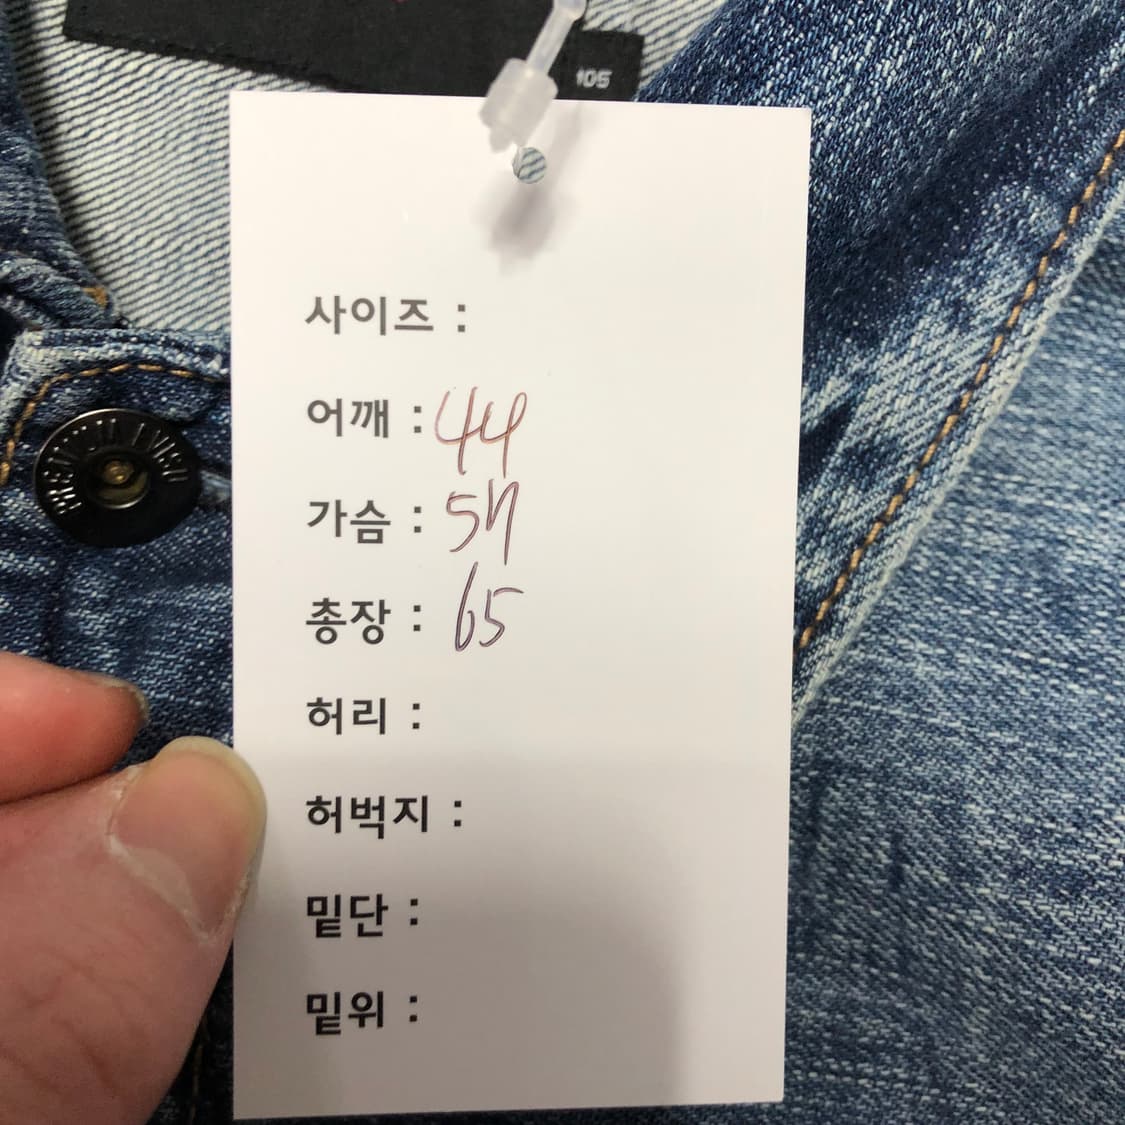 105
사이즈 :
어깨 : 44
가슴 : 57
총장 : 65
허리 :
허벅지 :
밑단 :
밑위 :